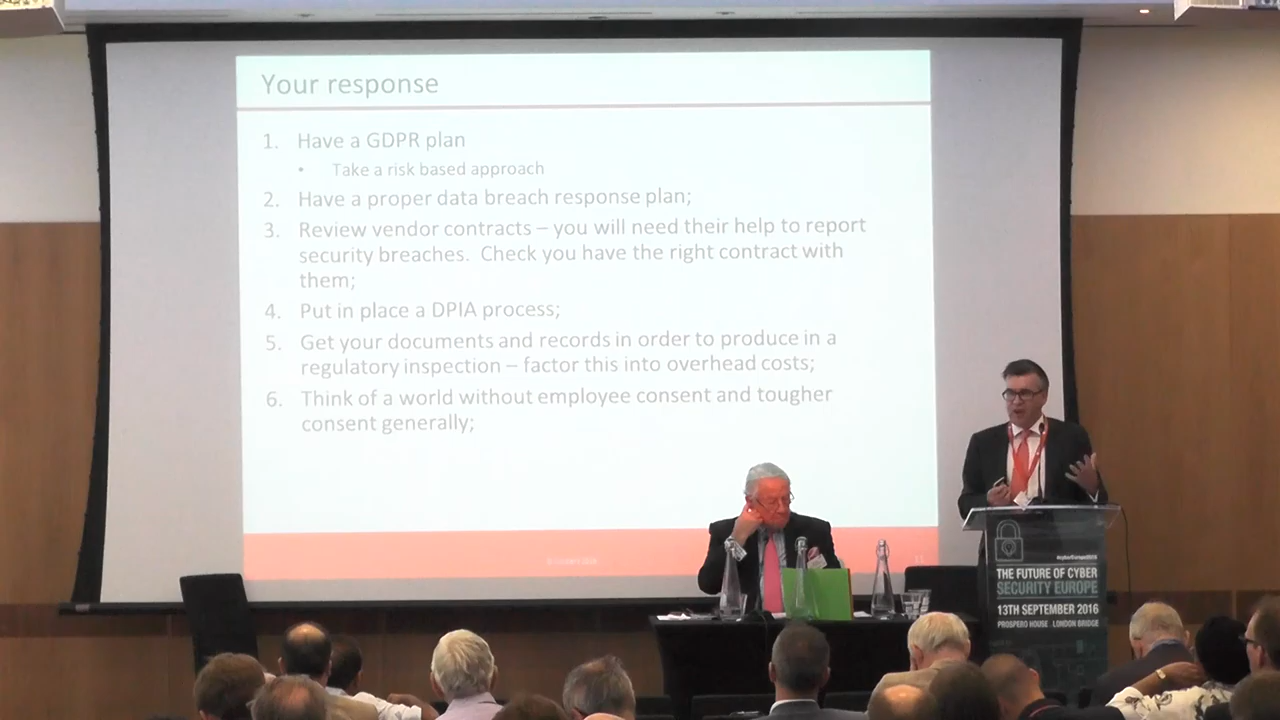 Your response
1. Have a GDPR plan
• Take a risk based approach
2. Have a proper data breach response plan;
3. Review vendor contracts – you will need their help to report
security breaches. Check you have the right contract with
them;
4. Put in place a DPIA process;
5. Get your documents and records in order to produce in a
regulatory inspection – factor this into overhead costs;
6. Think of a world without employee consent and tougher
consent generally;
#cyberEurope2016
THE FUTURE OF CYBER
SECURITY EUROPE
13TH SEPTEMBER 2016
PROSPERO HOUSE . LONDON BRIDGE